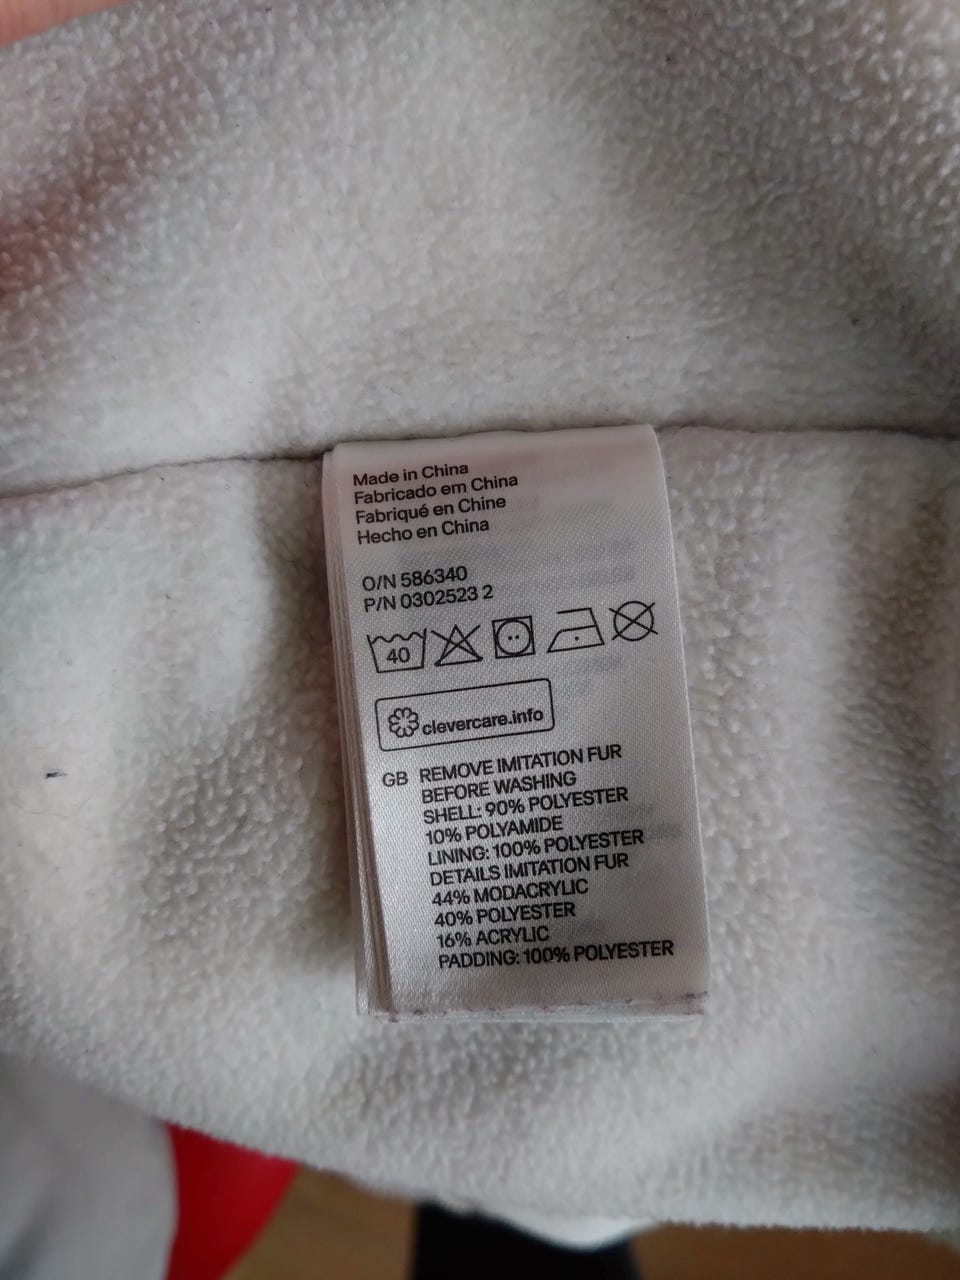 Made in China
Fabricado em China
Fabriqué en Chine
Hecho en China
O/N 586340
P/N 0302523 2
40
clevercare.info
GB REMOVE IMITATION FUR
BEFORE WASHING
SHELL: 90% POLYESTER
10% POLYAMIDE
LINING: 100% POLYESTER
DETAILS IMITATION FUR
44% MODACRYLIC
40% POLYESTER
16% ACRYLIC
PADDING: 100% POLYESTER